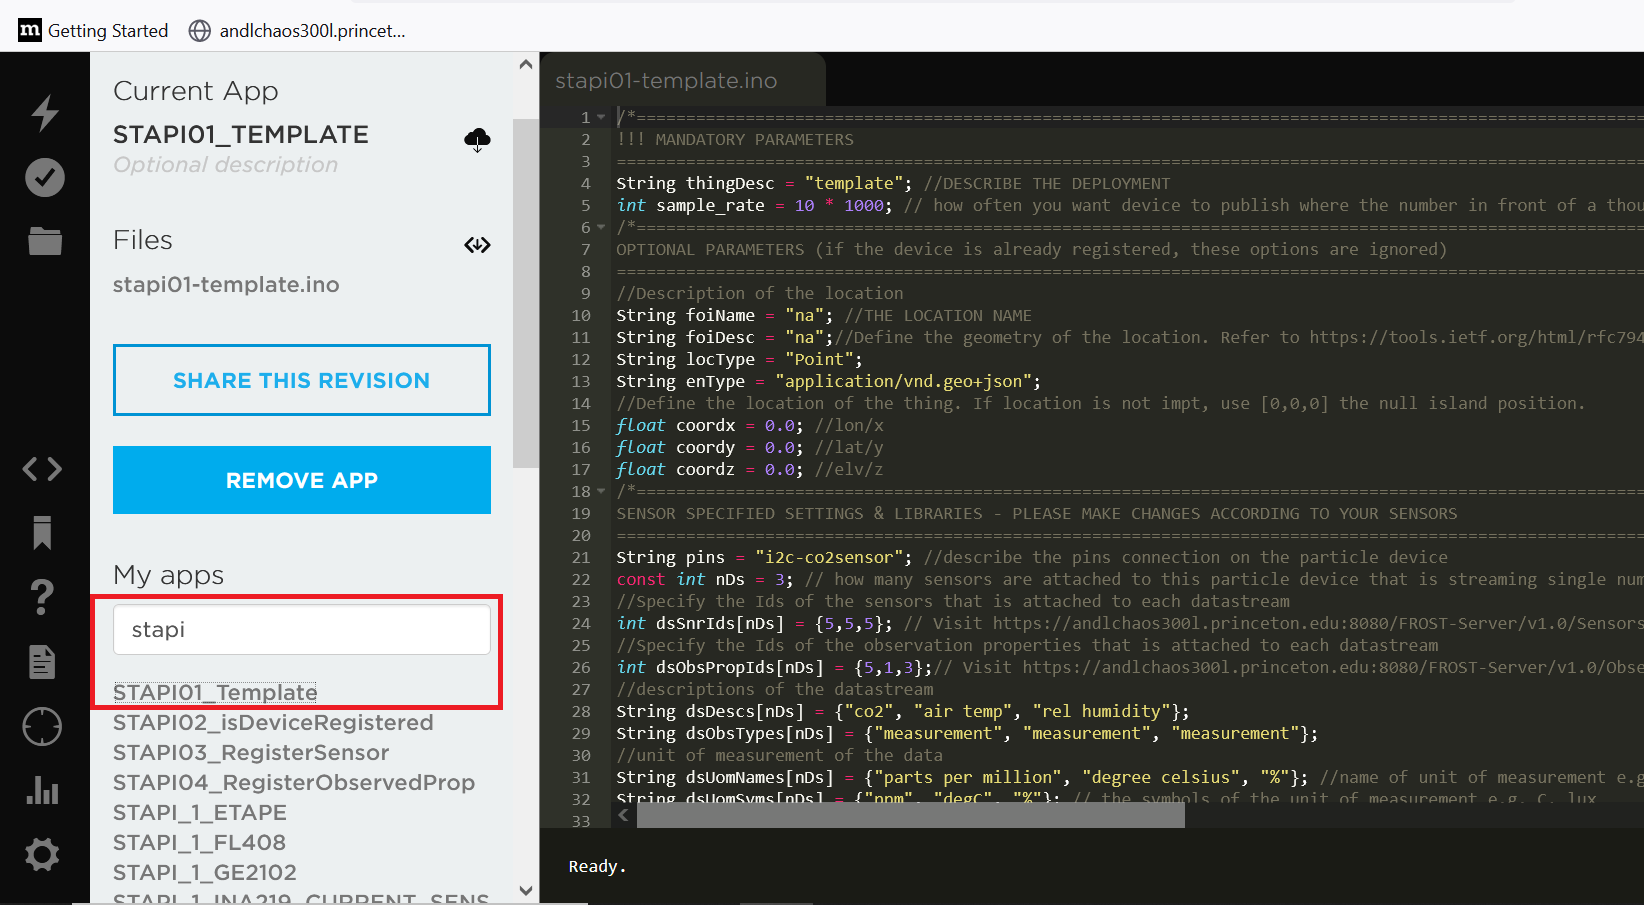 m Getting Started andlchaos300l.princet...
Current App
STAPI01_TEMPLATE
Optional description
Files
stapi01-template.ino
SHARE THIS REVISION
REMOVE APP
My apps
stapi
STAPI01_Template
STAPI02_isDeviceRegistered
STAPI03_RegisterSensor
STAPI04_RegisterObservedProp
STAPI_1_ETAPE
STAPI_1_FL408
STAPI_1_GE2102
STAPI_1_INA219_CURRENT_SENS
stapi01-template.ino
1 /*=====================================================================================================
2 !!! MANDATORY PARAMETERS
3 =======================================================================================================
4 String thingDesc = "template"; //DESCRIBE THE DEPLOYMENT
5 int sample_rate = 10 * 1000; // how often you want device to publish where the number in front of a thou
6 /*=====================================================================================================
7 OPTIONAL PARAMETERS (if the device is already registered, these options are ignored)
8 =======================================================================================================
9 //Description of the location
10 String foiName = "na"; //THE LOCATION NAME
11 String foiDesc = "na";//Define the geometry of the location. Refer to https://tools.ietf.org/html/rfc794
12 String locType = "Point";
13 String enType = "application/vnd.geo+json";
14 //Define the location of the thing. If location is not impt, use [0,0,0] the null island position.
15 float coordx = 0.0; //lon/x
16 float coordy = 0.0; //lat/y
17 float coordz = 0.0; //elv/z
18 /*=====================================================================================================
19 SENSOR SPECIFIED SETTINGS & LIBRARIES - PLEASE MAKE CHANGES ACCORDING TO YOUR SENSORS
20 =======================================================================================================
21 String pins = "i2c-co2sensor"; //describe the pins connection on the particle device
22 const int nDs = 3; // how many sensors are attached to this particle device that is streaming single num
23 //Specify the Ids of the sensors that is attached to each datastream
24 int dsSnrIds[nDs] = {5,5,5}; // Visit https://andlchaos300l.princeton.edu:8080/FROST-Server/v1.0/Sensors
25 //Specify the Ids of the observation properties that is attached to each datastream
26 int dsObsPropIds[nDs] = {5,1,3};// Visit https://andlchaos300l.princeton.edu:8080/FROST-Server/v1.0/Obse
27 //descriptions of the datastream
28 String dsDescs[nDs] = {"co2", "air temp", "rel humidity"};
29 String dsObsTypes[nDs] = {"measurement", "measurement", "measurement"};
30 //unit of measurement of the data
31 String dsUomNames[nDs] = {"parts per million", "degree celsius", "%"}; //name of unit of measurement e.g
32 String dsUomSyms[nDs] = {"ppm", "degC", "%"}; // the symbols of the unit of measurement e.g. C, lux
33
Ready.